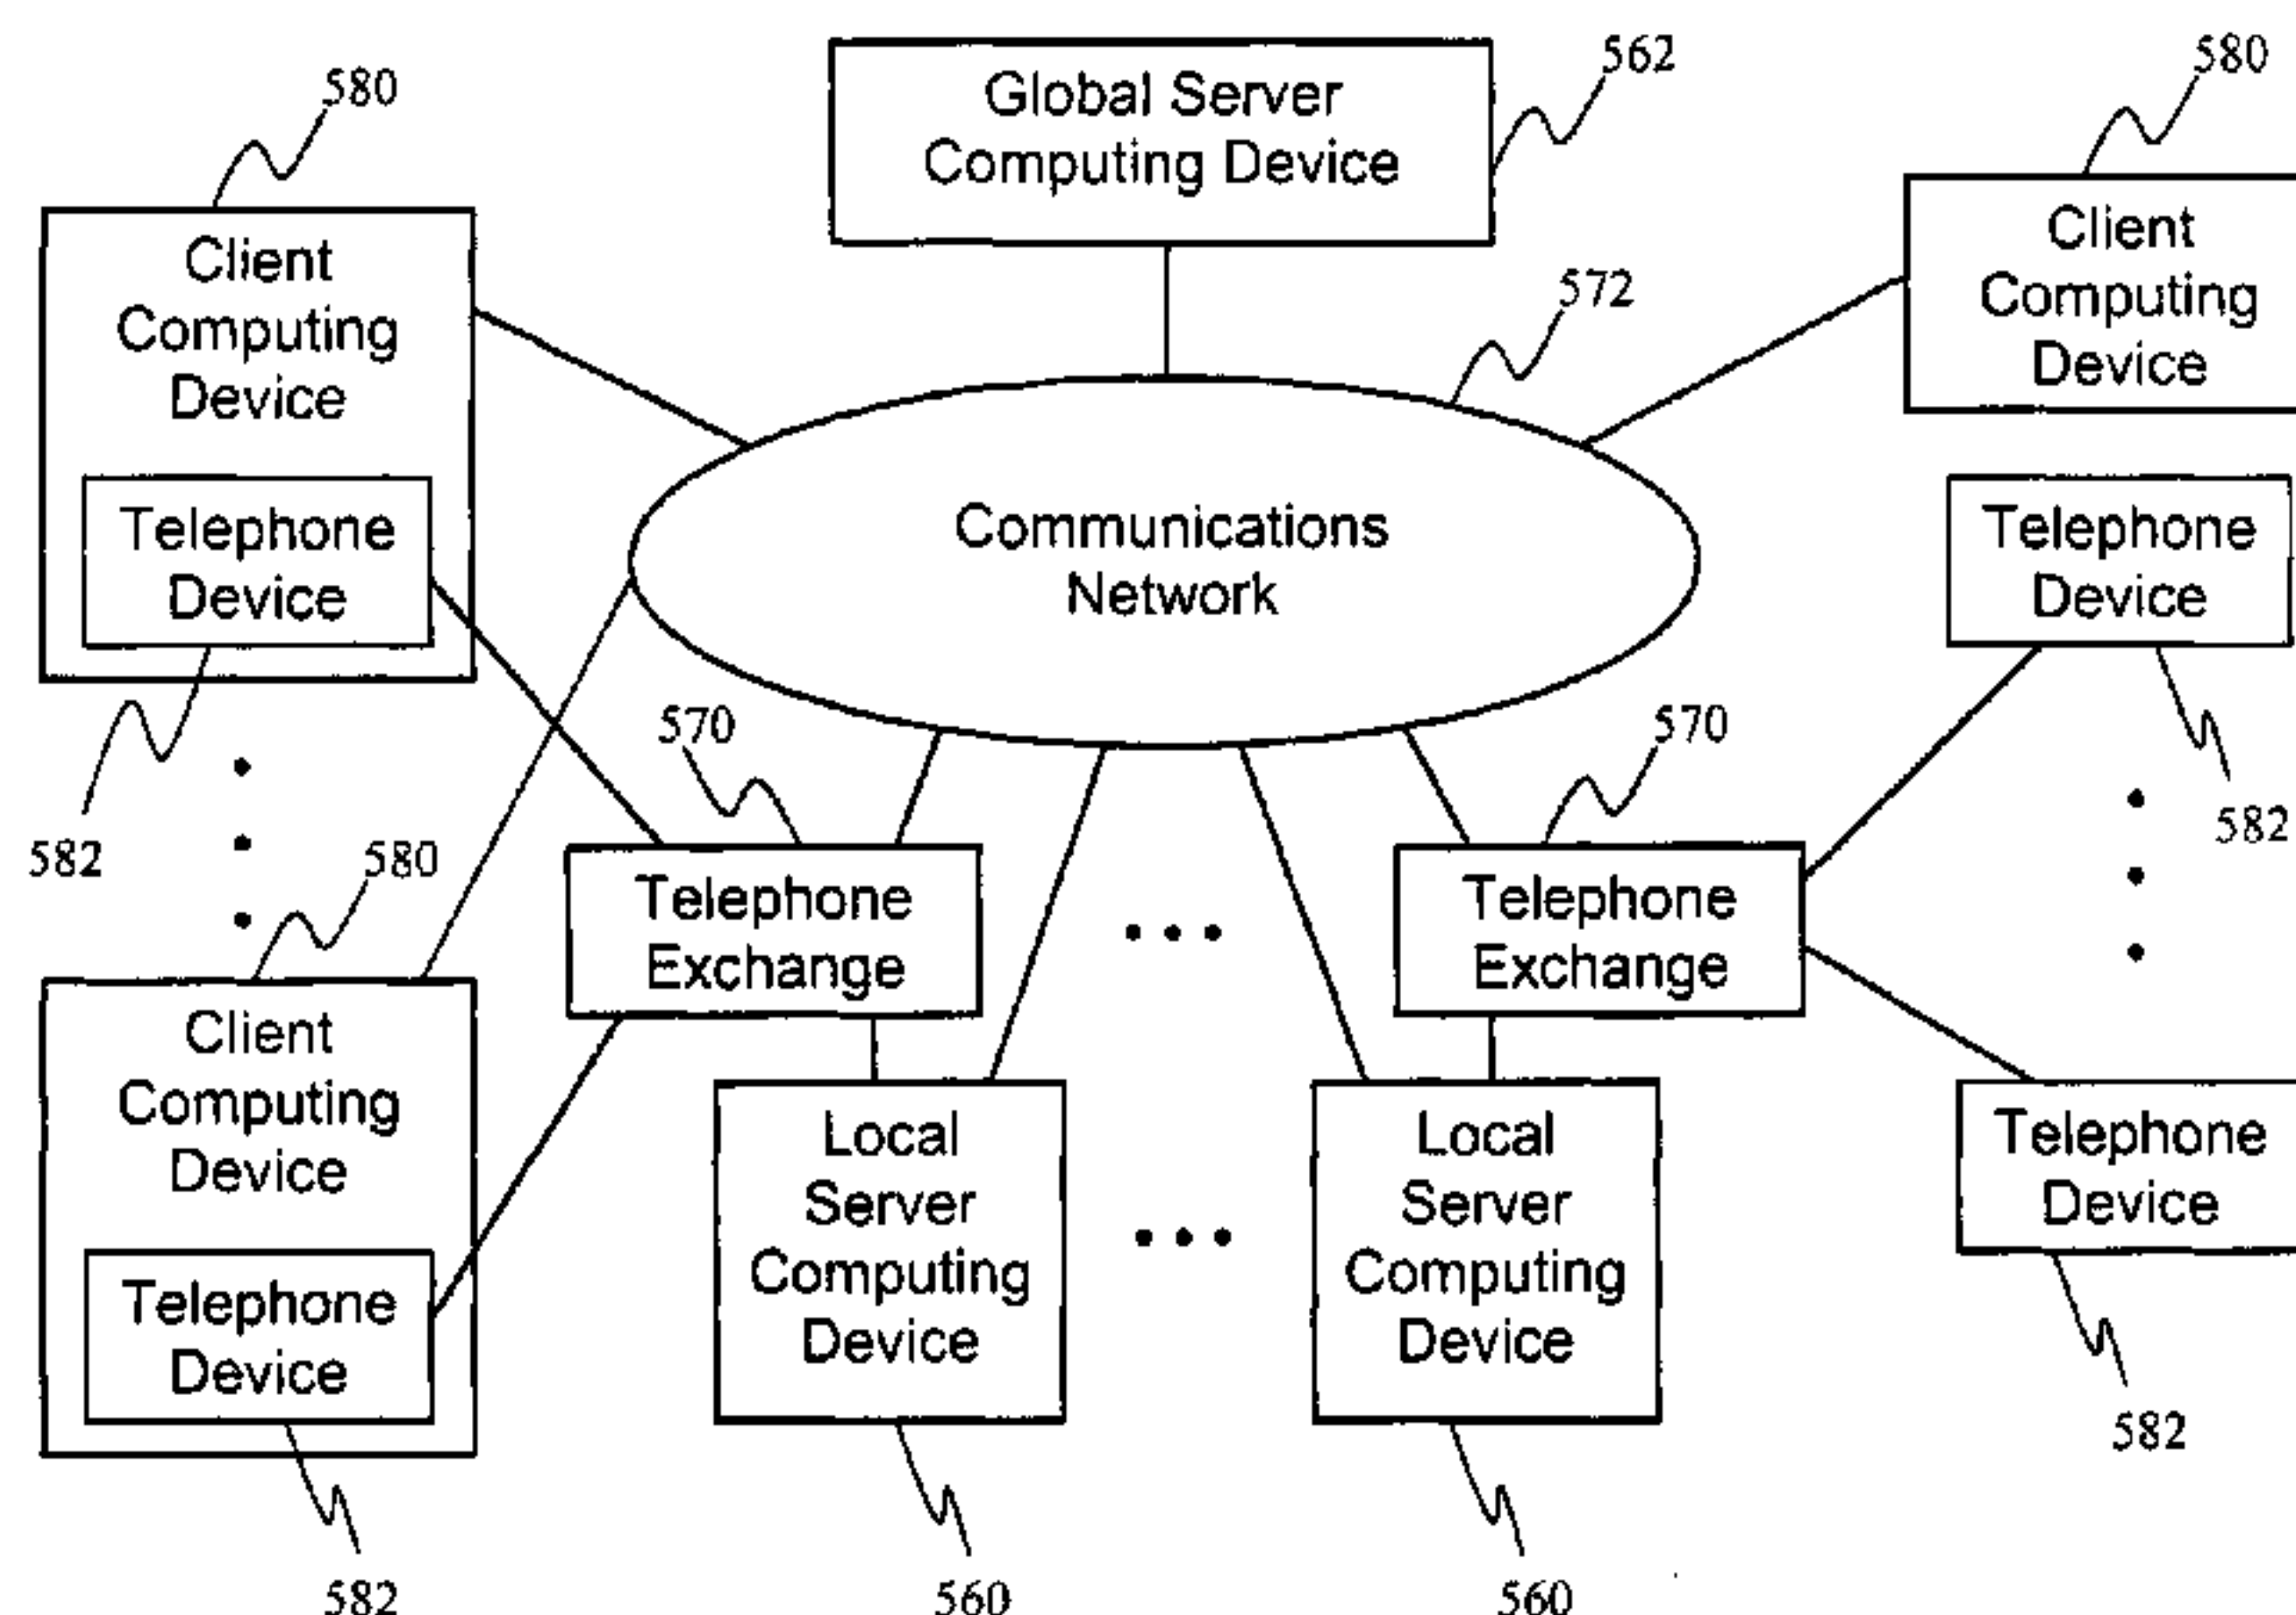 580
562
580
Global Server
Computing Device
Client
Computing
Device
Client
Computing
Device
572
Telephone
Device
Communications
Network
Telephone
Device
570
570
582
582
580
Telephone
Exchange
Telephone
Exchange
Client
Computing
Device
Local
Server
Computing
Device
Local
Server
Computing
Device
Telephone
Device
Telephone
Device
582
582
560
560